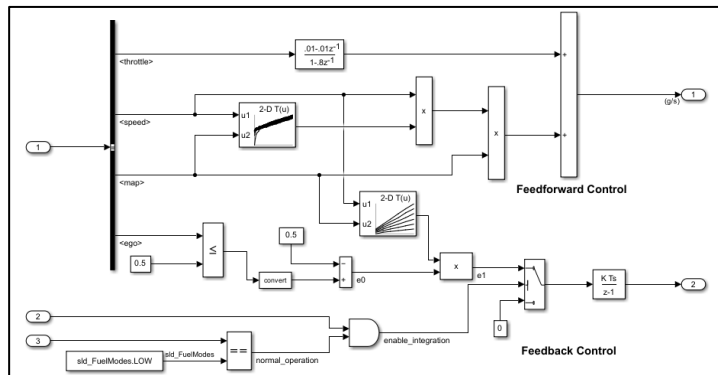 .01-.01z-1
1-.8z-1
<throttle>
+
1
(g/s)
2-D T(u)
<speed>
u1
u2
x
x
+
1
<map>
Feedforward Control
2-D T(u)
u1
u2
<ego>
0.5
0.5
<=
convert
−
+
e0
x
e1
K Ts
z-1
2
2
0
3
==
enable_integration
Feedback Control
sld_FuelModes.LOW
sld_FuelModes
normal_operation